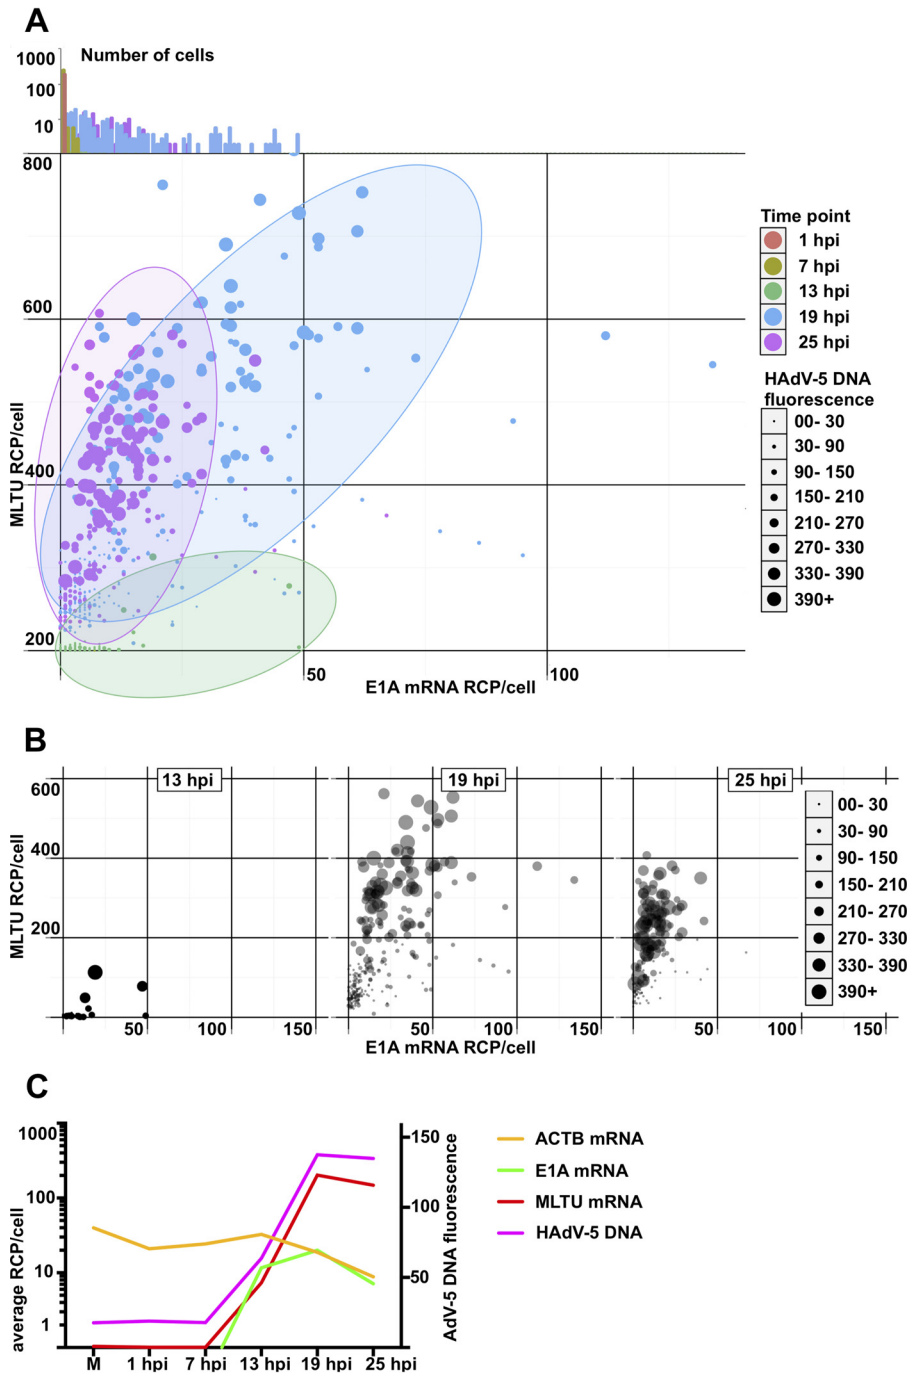 A
Number of cells
1000
100
10
800
600
400
200
MLTU RCP/cell
50
100
E1A mRNA RCP/cell
Time point
1 hpi
7 hpi
13 hpi
19 hpi
25 hpi
HAdV-5 DNA
fluorescence
00- 30
30- 90
90- 150
150- 210
210- 270
270- 330
330- 390
390+
B
13 hpi
19 hpi
25 hpi
600
400
200
MLTU RCP/cell
50
100
150
50
100
150
50
100
150
E1A mRNA RCP/cell
00- 30
30- 90
90- 150
150- 210
210- 270
270- 330
330- 390
390+
C
1000
100
10
1
average RCP/cell
150
100
50
AdV-5 DNA fluorescence
M
1 hpi
7 hpi
13 hpi
19 hpi
25 hpi
ACTB mRNA
E1A mRNA
MLTU mRNA
HAdV-5 DNA